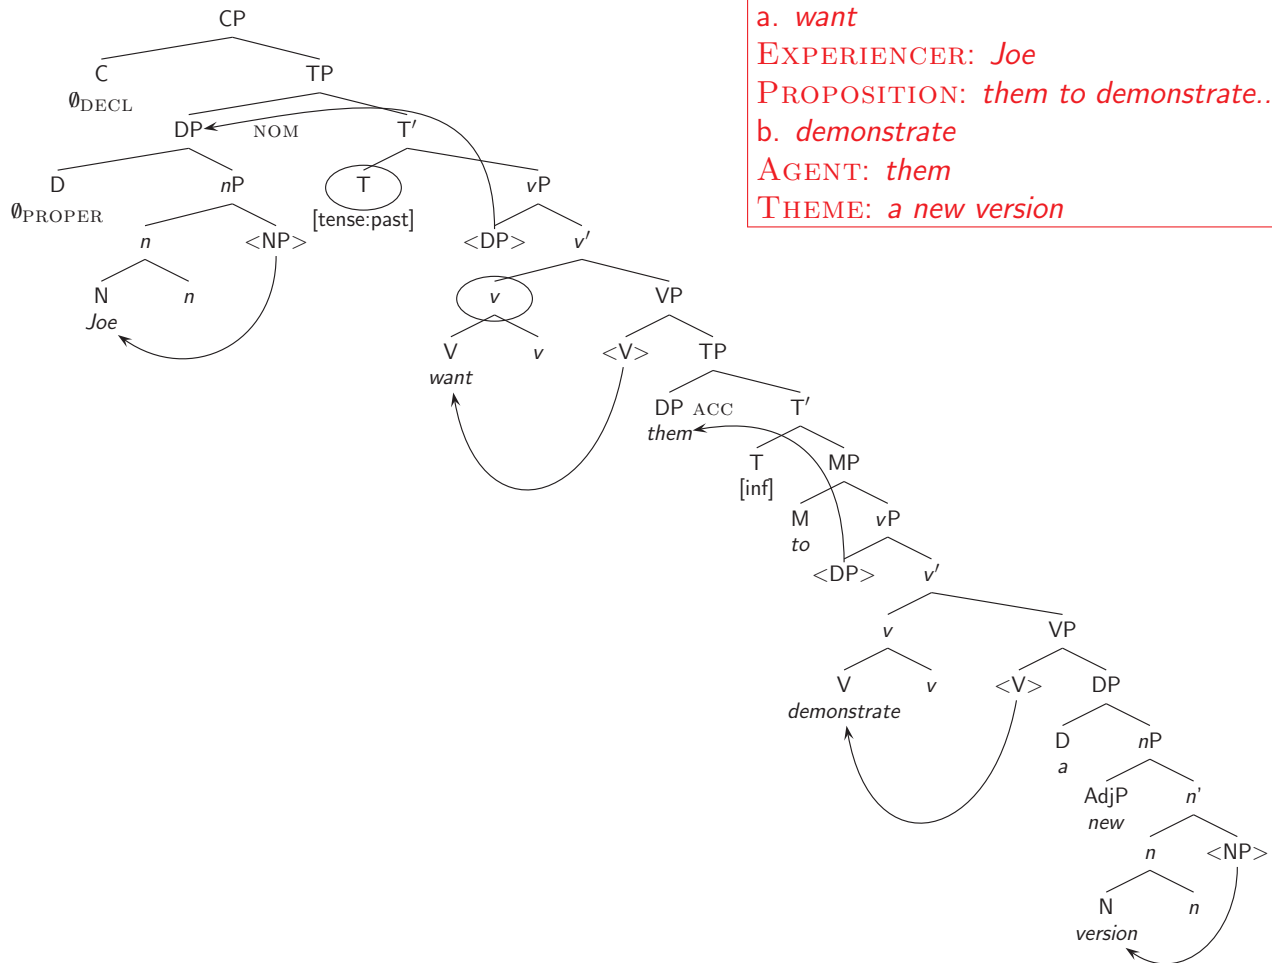 CP
a. want
EXPERIENCER: Joe
PROPOSITION: them to demonstrate..
b. demonstrate
AGENT: them
THEME: a new version
C TP
∅DECL
DP NOM T′
D nP T vP
∅PROPER [tense:past]
n <NP> <DP> v′
N n v VP
Joe
V v <V> TP
want
DP ACC T′
them
T MP
[inf]
M vP
to
<DP> v′
v VP
V v <V> DP
demonstrate
D nP
a
AdjP n'
new
n <NP>
N n
version